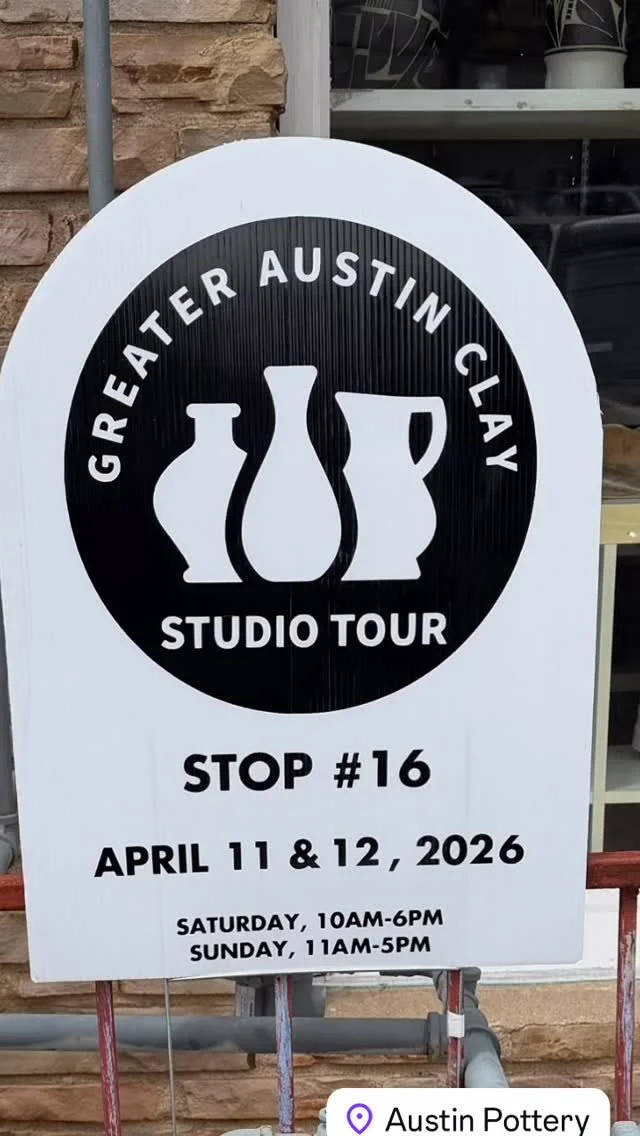 GREATER AUSTIN CLAY
STUDIO TOUR
STOP #16
APRIL 11 & 12, 2026
SATURDAY, 10AM-6PM
SUNDAY, 11AM-5PM
Austin Pottery